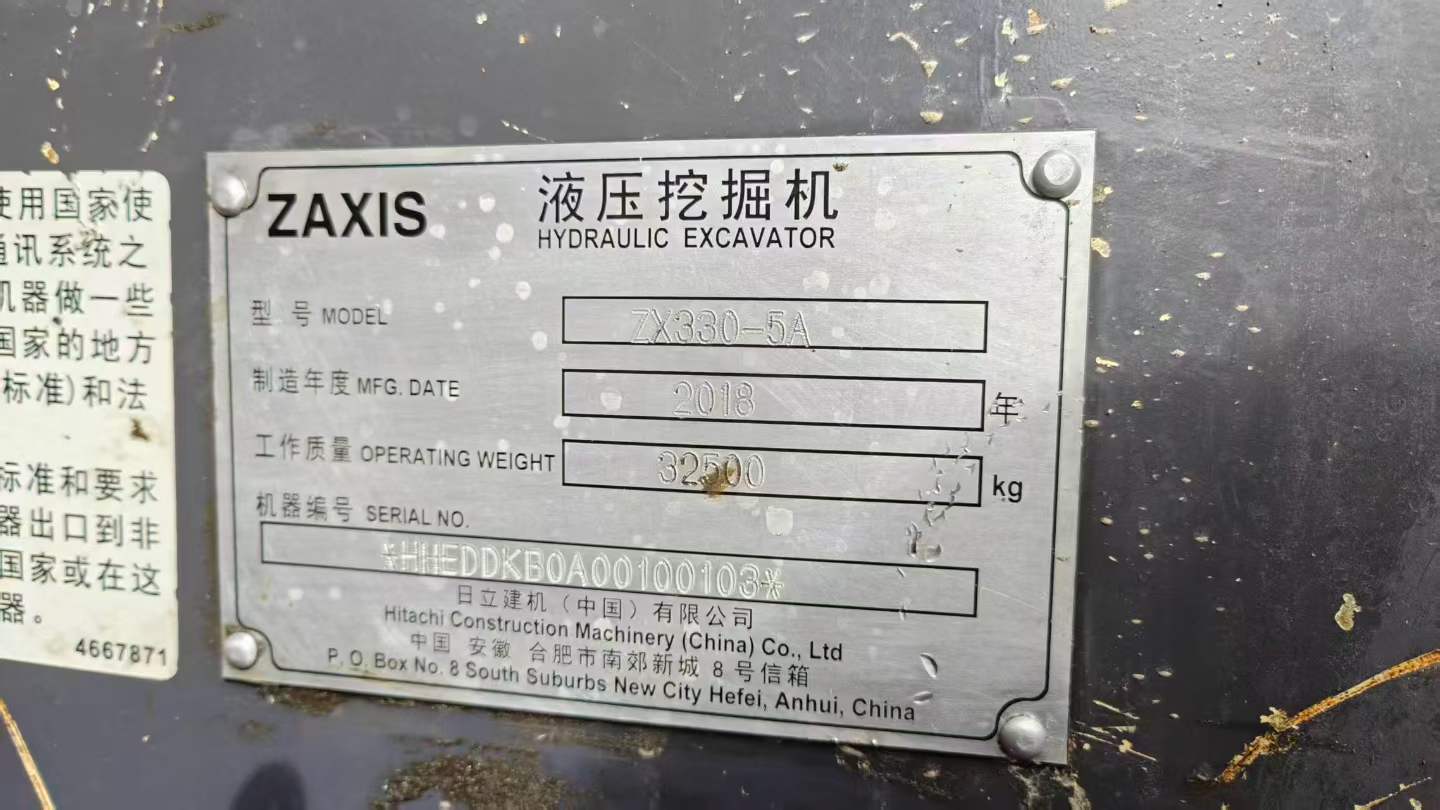 使用国家使
通讯系统之
机器做一些
国家的地方
标准)和法
标准和要求
器出口到非
国家或在这
器。
4667871
ZAXIS
液压挖掘机
HYDRAULIC EXCAVATOR
型号 MODEL ZX330-5A
制造年度 MFG. DATE 2018 年
工作质量 OPERATING WEIGHT 32500 kg
机器编号 SERIAL NO.
*HHEDDKB0A00100103*
日立建机(中国)有限公司
Hitachi Construction Machinery (China) Co., Ltd
中国 安徽 合肥市南郊新城 8 号信箱
P. O. Box No. 8 South Suburbs New City Hefei, Anhui, China